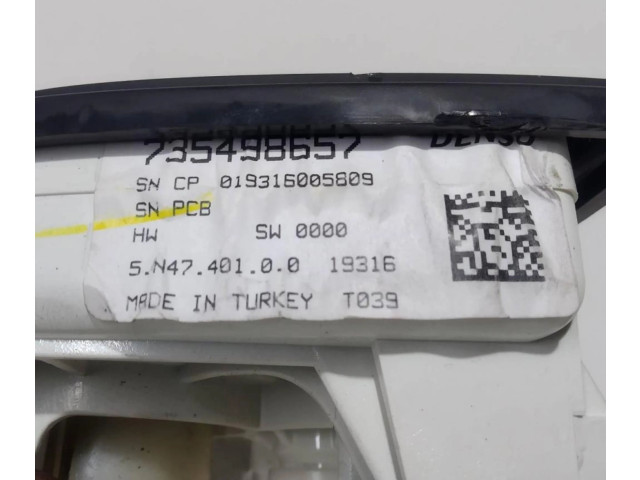 735498657 DENSO
SN CP 019316005809
SN PCB
HW SW 0000
5.N47.401.0.0 19316
MADE IN TURKEY T039